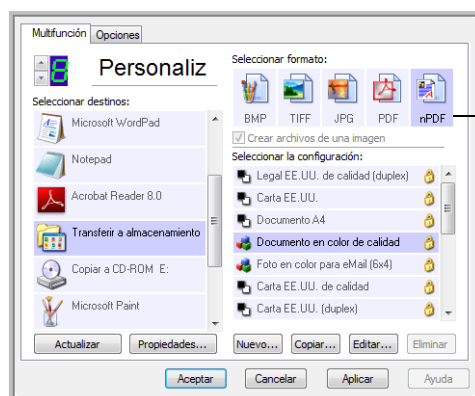 Multifunción
Opciones
8
Personaliz
Seleccionar destinos:
Microsoft WordPad
Notepad
Acrobat Reader 8.0
Transferir a almacenamiento
Copiar a CD-ROM E:
Microsoft Paint
Actualizar
Propiedades...
Seleccionar formato:
BMP
TIFF
JPG
PDF
nPDF
Crear archivos de una imagen
Seleccionar la configuración:
Legal EE.UU. de calidad (duplex)
Carta EE.UU.
Documento A4
Documento en color de calidad
Foto en color para eMail (6x4)
Carta EE.UU. de calidad
Carta EE.UU. (duplex)
Nuevo...
Copiar...
Editar...
Eliminar
Aceptar
Cancelar
Aplicar
Ayuda